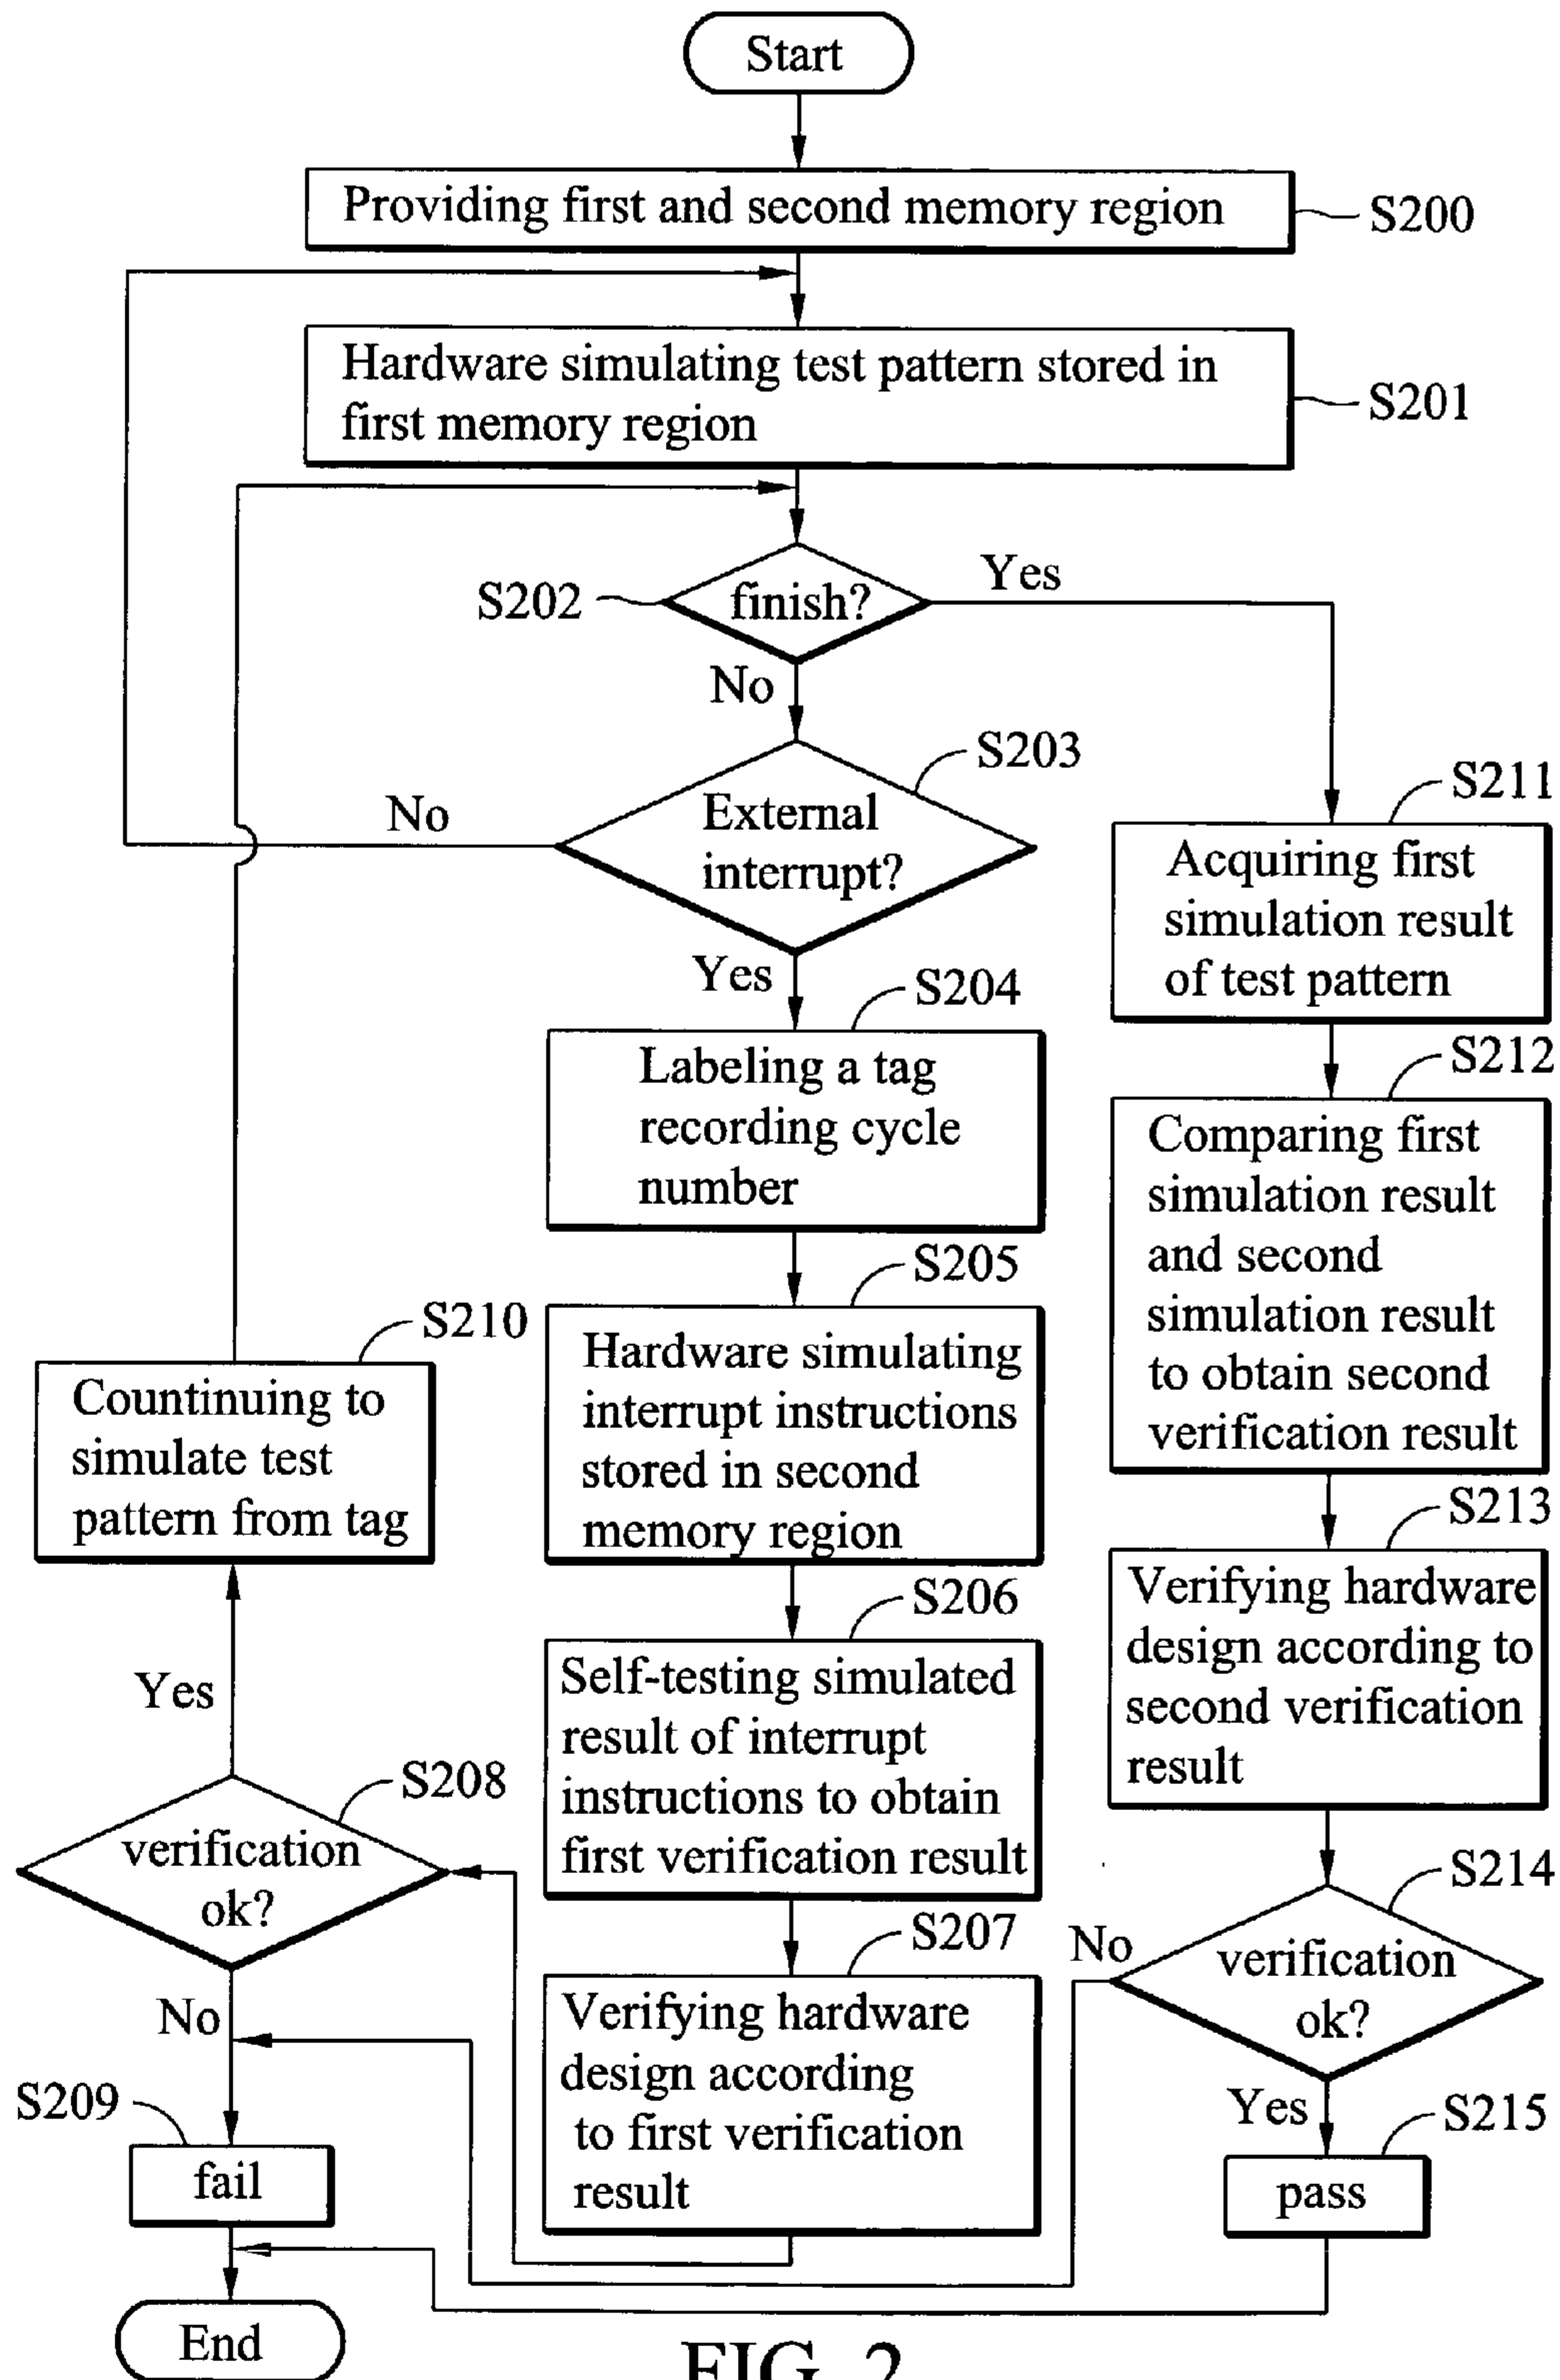 Start
Providing first and second memory region
S200
Hardware simulating test pattern stored in
first memory region
S201
S202
finish?
Yes
No
S203
External
interrupt?
No
Yes
S204
Labeling a tag
recording cycle
number
S205
Hardware simulating
interrupt instructions
stored in second
memory region
S206
Self-testing simulated
result of interrupt
instructions to obtain
first verification result
S207
Verifying hardware
design according
to first verification
result
S208
verification
ok?
Yes
S210
Countinuing to
simulate test
pattern from tag
No
S209
fail
End
S211
Acquiring first
simulation result
of test pattern
S212
Comparing first
simulation result
and second
simulation result
to obtain second
verification result
S213
Verifying hardware
design according to
second verification
result
S214
verification
ok?
No
Yes
S215
pass
FIG. 2